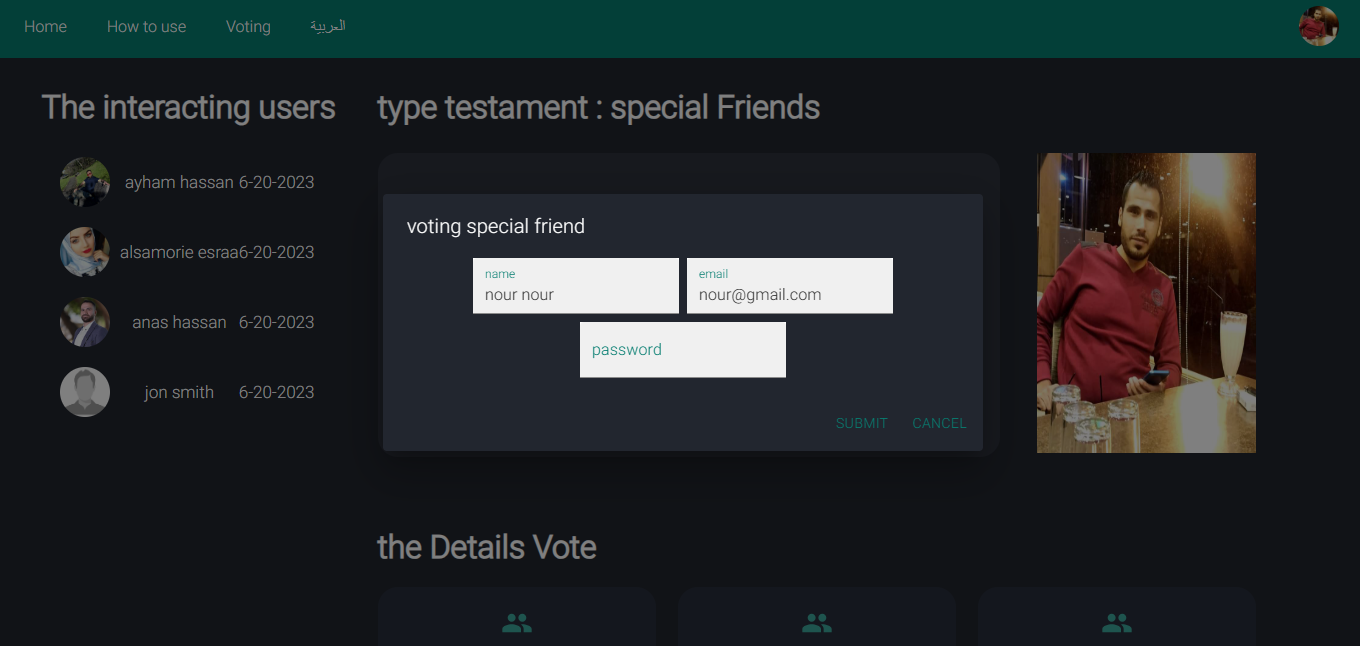 Home How to use Voting العربية
The interacting users
ayham hassan 6-20-2023
alsamorie esraa6-20-2023
anas hassan 6-20-2023
jon smith 6-20-2023
type testament : special Friends
voting special friend
name
nour nour
email
nour@gmail.com
password
SUBMIT CANCEL
the Details Vote